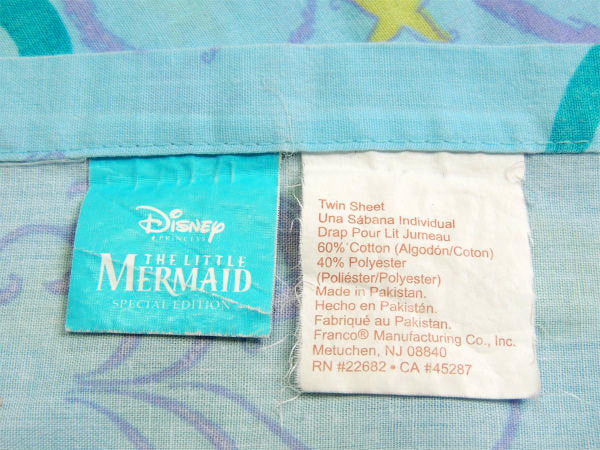 Disney
PRINCESS
THE LITTLE
MERMAID
SPECIAL EDITION
Twin Sheet
Una Sábana Individual
Drap Pour Lit Jumeau
60% Cotton (Algodón/Coton)
40% Polyester
(Poliéster/Polyester)
Made in Pakistan.
Hecho en Pakistán.
Fabriqué au Pakistan.
Franco® Manufacturing Co., Inc.
Metuchen, NJ 08840
RN #22682 • CA #45287